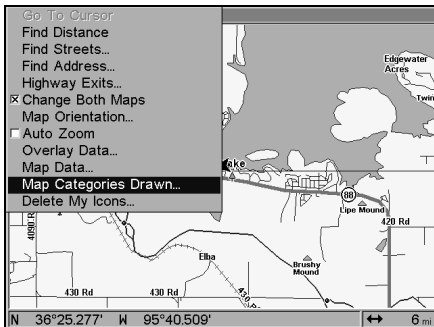 Go To Cursor
Find Distance
Find Streets...
Find Address...
Highway Exits...
Change Both Maps
Map Orientation...
Auto Zoom
Overlay Data...
Map Data...
Map Categories Drawn...
Delete My Icons...
Edgewater
Acres
Twin
ake
88
Lipe Mound
420 Rd
4090 R
Elba
Brushy
Mound
430 Rd
430 Rd
430
N 36°25.277' W 95°40.509'
6 mi